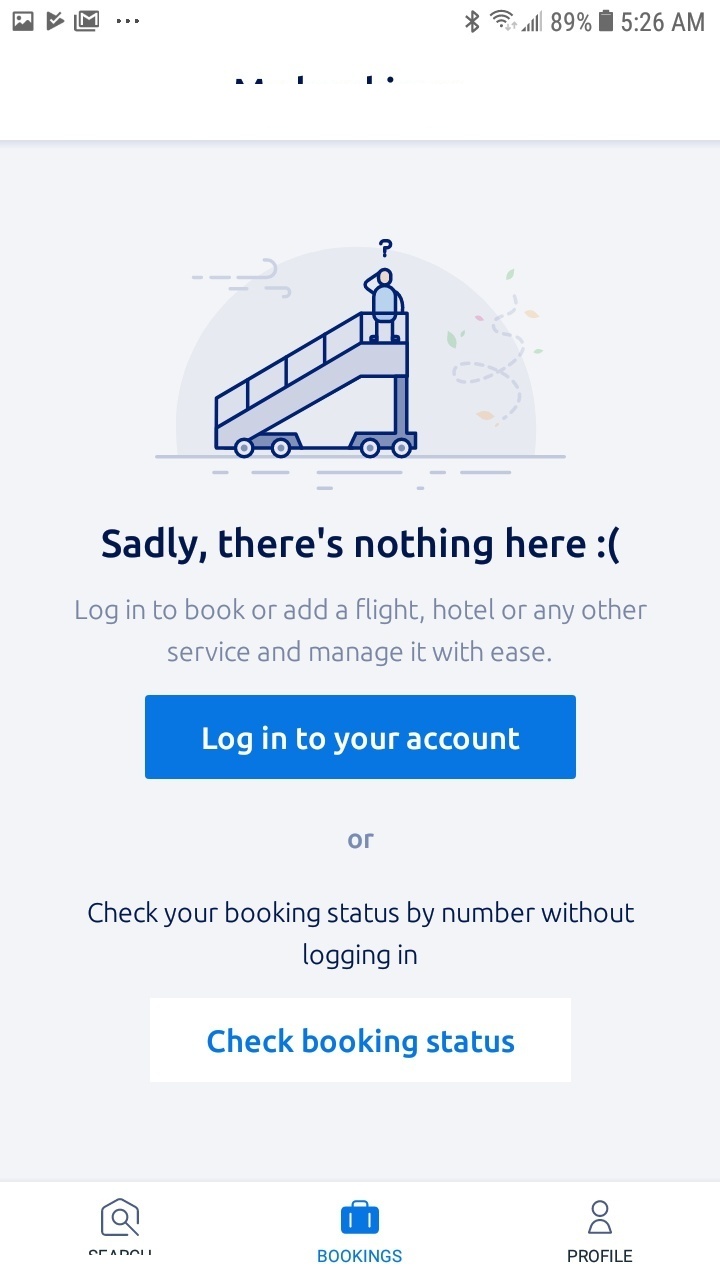 89% 5:26 AM
?
Sadly, there's nothing here :(
Log in to book or add a flight, hotel or any other
service and manage it with ease.
Log in to your account
or
Check your booking status by number without
logging in
Check booking status
BOOKINGS
PROFILE